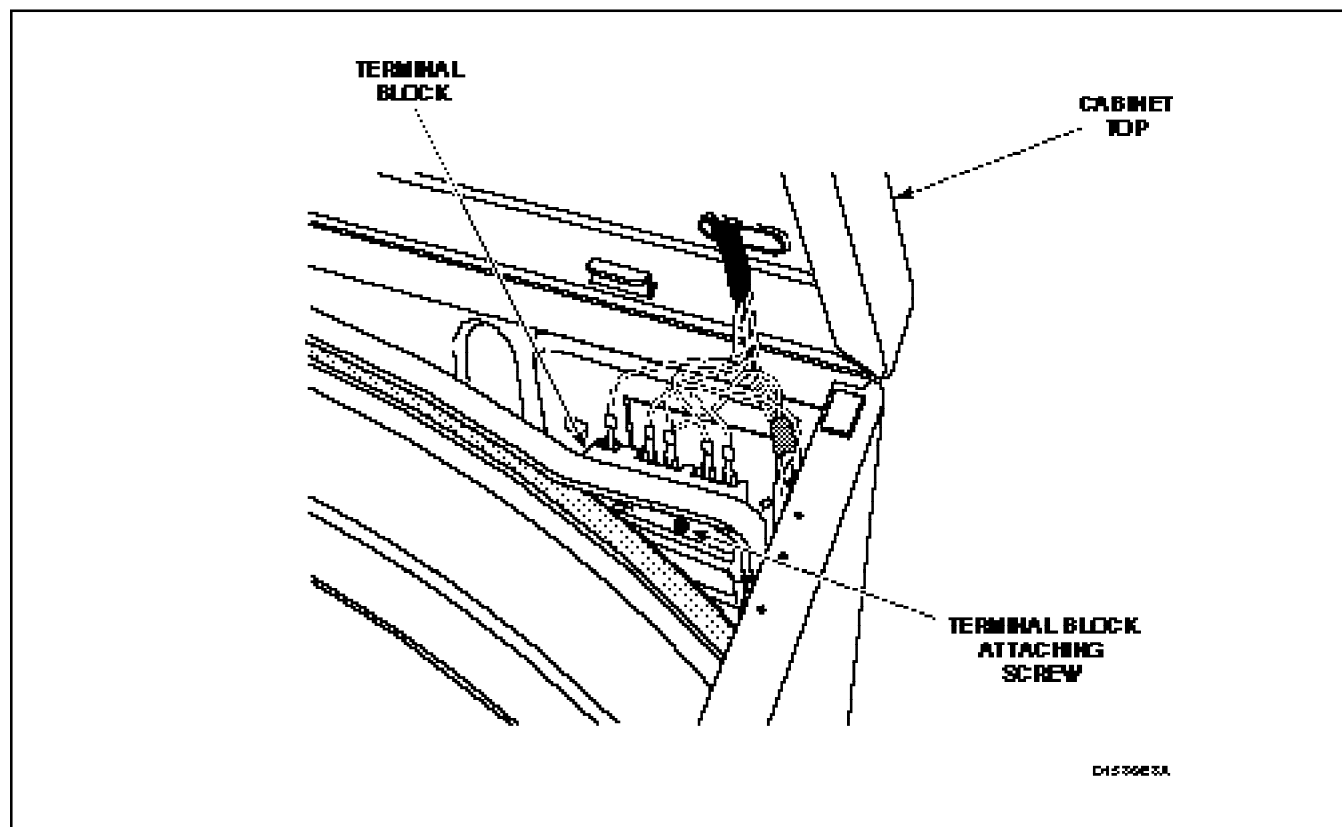 TERMINAL
BLOCK
CABINET
TOP
TERMINAL BLOCK
ATTACHING
SCREW